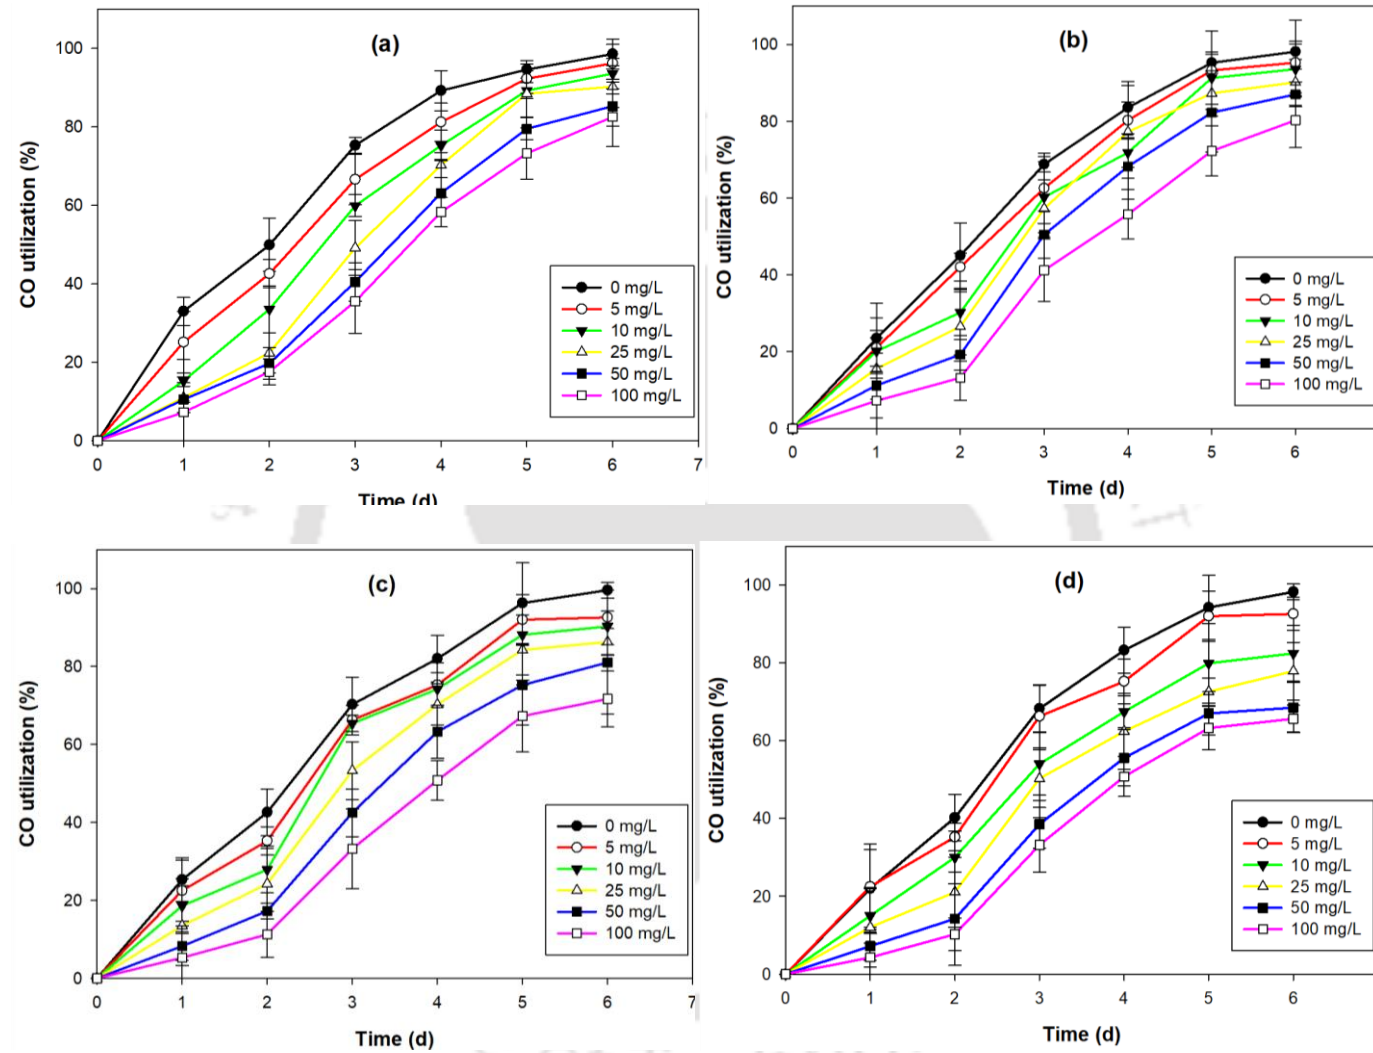 (a)
CO utilization (%)
100
80
60
40
20
0
0 mg/L
5 mg/L
10 mg/L
25 mg/L
50 mg/L
100 mg/L
0 1 2 3 4 5 6 7
Time (d)
(b)
CO utilization (%)
100
80
60
40
20
0
0 mg/L
5 mg/L
10 mg/L
25 mg/L
50 mg/L
100 mg/L
0 1 2 3 4 5 6
Time (d)
(c)
CO utilization (%)
100
80
60
40
20
0
0 mg/L
5 mg/L
10 mg/L
25 mg/L
50 mg/L
100 mg/L
0 1 2 3 4 5 6 7
Time (d)
(d)
CO utilization (%)
100
80
60
40
20
0
0 mg/L
5 mg/L
10 mg/L
25 mg/L
50 mg/L
100 mg/L
0 1 2 3 4 5 6
Time (d)